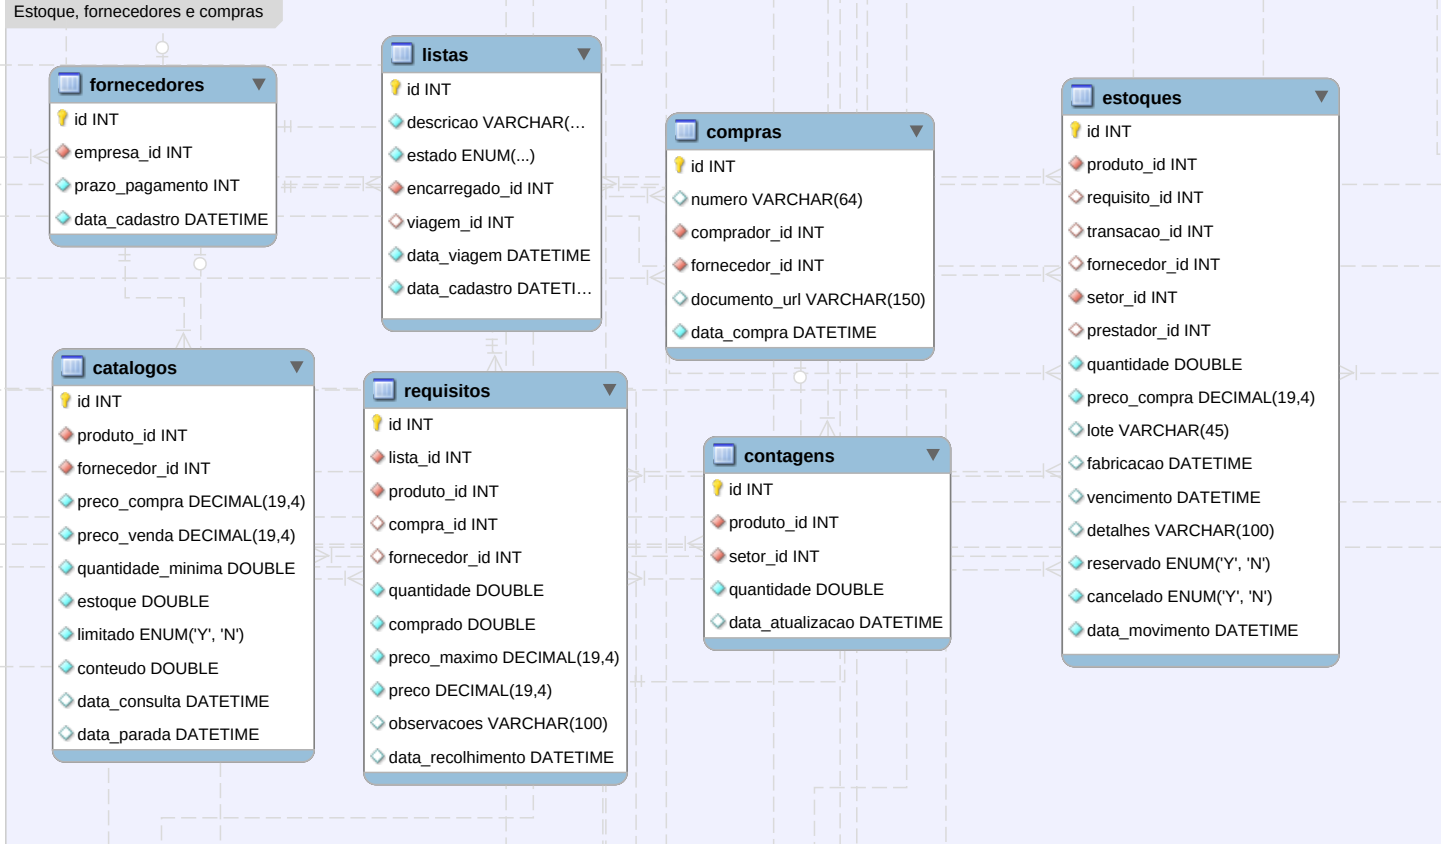 Estoque, fornecedores e compras
fornecedores
id INT
empresa_id INT
prazo_pagamento INT
data_cadastro DATETIME
listas
id INT
descricao VARCHAR(...
estado ENUM(...)
encarregado_id INT
viagem_id INT
data_viagem DATETIME
data_cadastro DATETI...
compras
id INT
numero VARCHAR(64)
comprador_id INT
fornecedor_id INT
documento_url VARCHAR(150)
data_compra DATETIME
estoques
id INT
produto_id INT
requisito_id INT
transacao_id INT
fornecedor_id INT
setor_id INT
prestador_id INT
quantidade DOUBLE
preco_compra DECIMAL(19,4)
lote VARCHAR(45)
fabricacao DATETIME
vencimento DATETIME
detalhes VARCHAR(100)
reservado ENUM('Y', 'N')
cancelado ENUM('Y', 'N')
data_movimento DATETIME
catalogos
id INT
produto_id INT
fornecedor_id INT
preco_compra DECIMAL(19,4)
preco_venda DECIMAL(19,4)
quantidade_minima DOUBLE
estoque DOUBLE
limitado ENUM('Y', 'N')
conteudo DOUBLE
data_consulta DATETIME
data_parada DATETIME
requisitos
id INT
lista_id INT
produto_id INT
compra_id INT
fornecedor_id INT
quantidade DOUBLE
comprado DOUBLE
preco_maximo DECIMAL(19,4)
preco DECIMAL(19,4)
observacoes VARCHAR(100)
data_recolhimento DATETIME
contagens
id INT
produto_id INT
setor_id INT
quantidade DOUBLE
data_atualizacao DATETIME